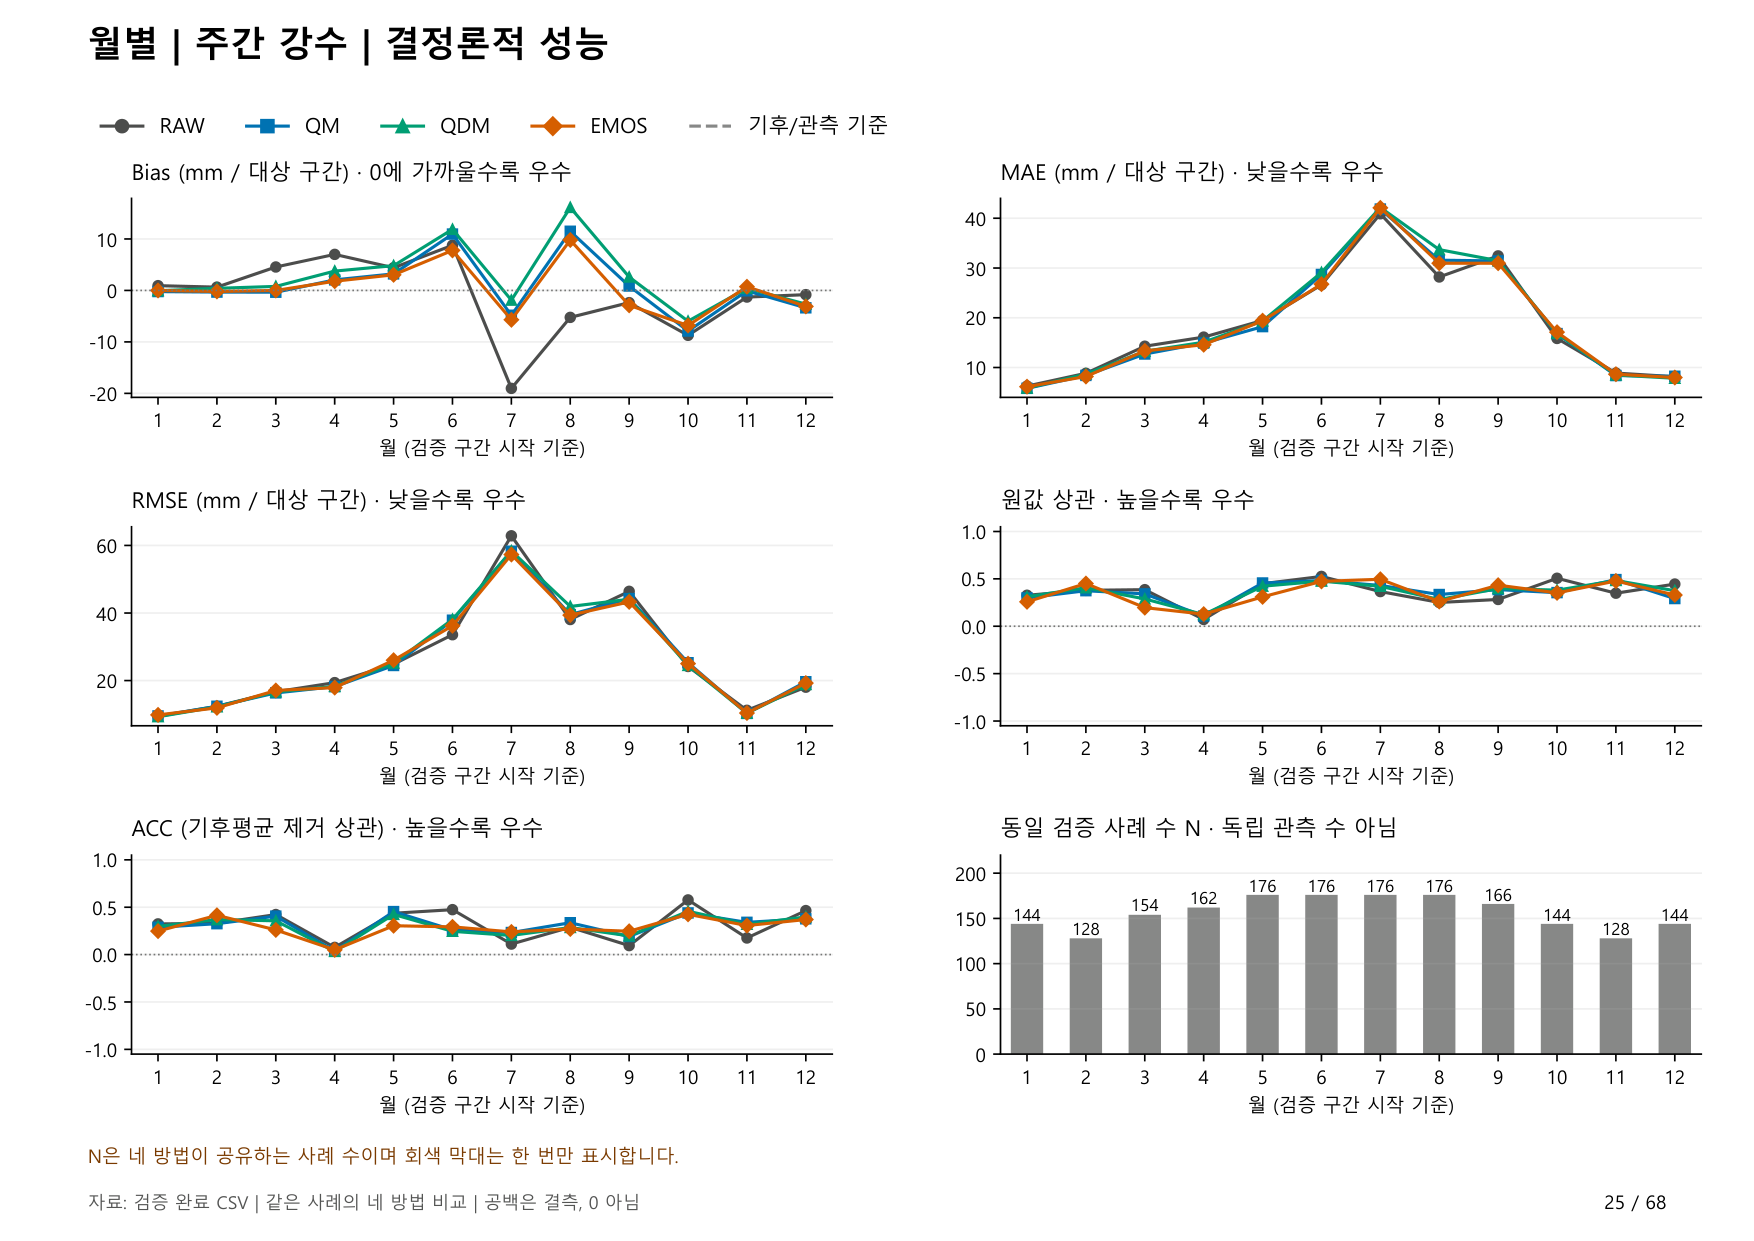 월별 | 주간 강수 | 결정론적 성능
RAW QM QDM EMOS 기후/관측 기준
Bias (mm / 대상 구간) · 0에 가까울수록 우수
10
0
-10
-20
1 2 3 4 5 6 7 8 9 10 11 12
월 (검증 구간 시작 기준)
MAE (mm / 대상 구간) · 낮을수록 우수
40
30
20
10
1 2 3 4 5 6 7 8 9 10 11 12
월 (검증 구간 시작 기준)
RMSE (mm / 대상 구간) · 낮을수록 우수
60
40
20
1 2 3 4 5 6 7 8 9 10 11 12
월 (검증 구간 시작 기준)
원값 상관 · 높을수록 우수
1.0
0.5
0.0
-0.5
-1.0
1 2 3 4 5 6 7 8 9 10 11 12
월 (검증 구간 시작 기준)
ACC (기후평균 제거 상관) · 높을수록 우수
1.0
0.5
0.0
-0.5
-1.0
1 2 3 4 5 6 7 8 9 10 11 12
월 (검증 구간 시작 기준)
동일 검증 사례 수 N · 독립 관측 수 아님
200
150
100
50
0
144 128 154 162 176 176 176 176 166 144 128 144
1 2 3 4 5 6 7 8 9 10 11 12
월 (검증 구간 시작 기준)
N은 네 방법이 공유하는 사례 수이며 회색 막대는 한 번만 표시합니다.
자료: 검증 완료 CSV | 같은 사례의 네 방법 비교 | 공백은 결측, 0 아님
25 / 68